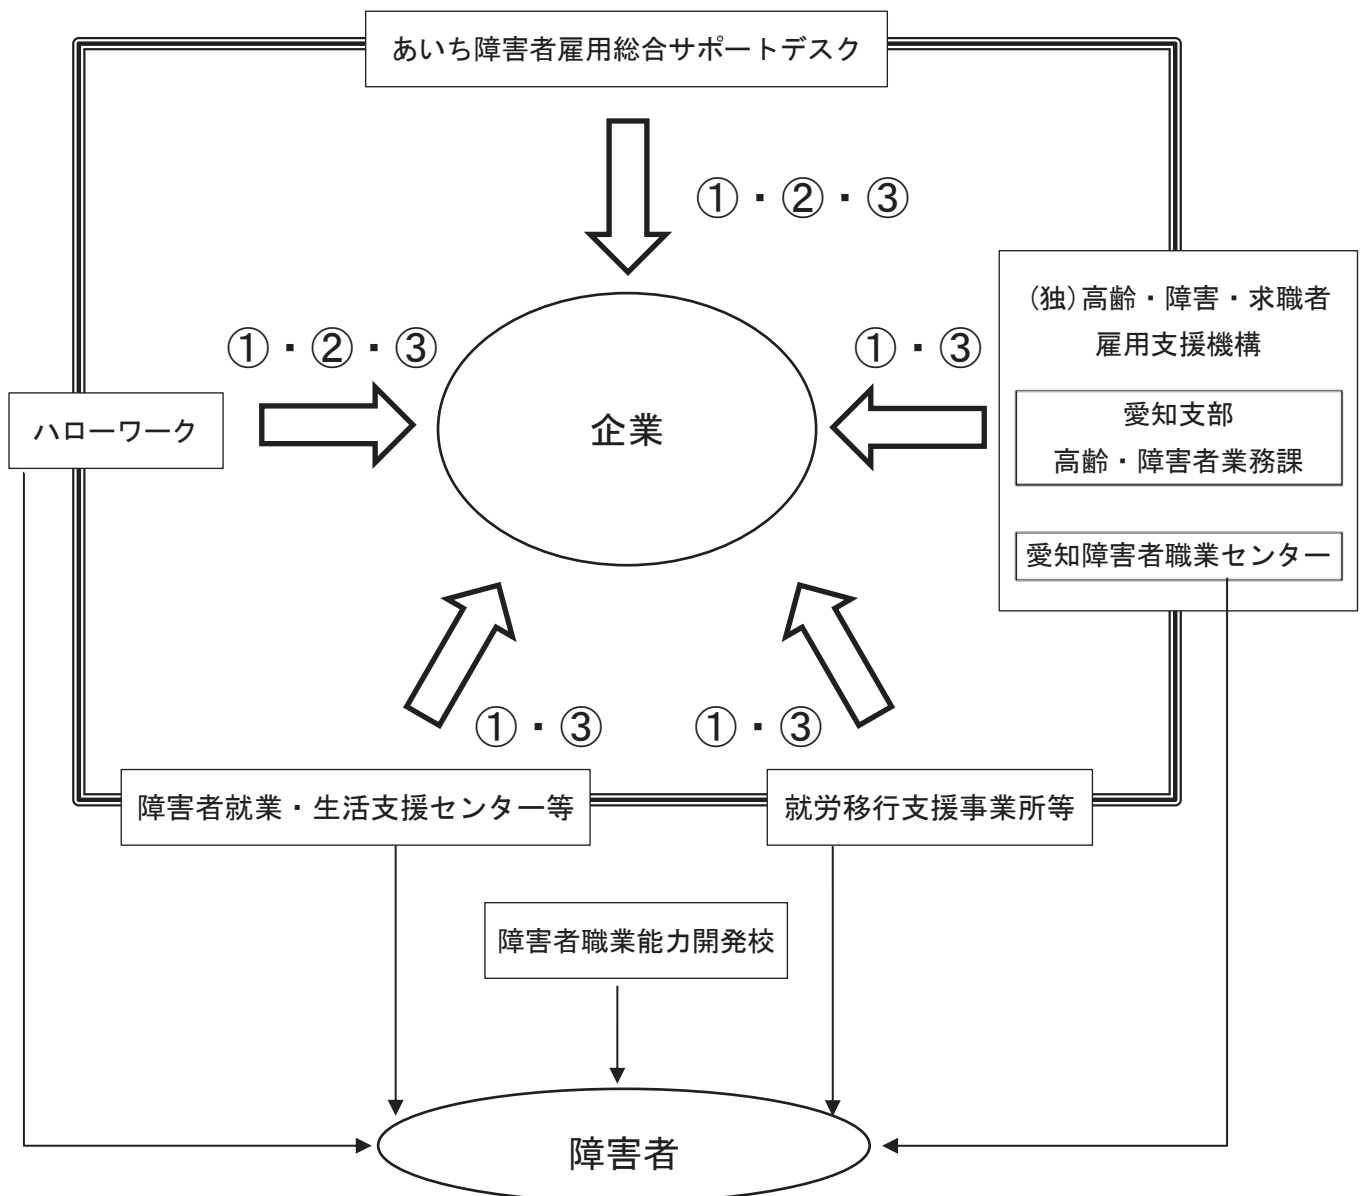 あいち障害者雇用総合サポートデスク
①・②・③
(独)高齢・障害・求職者
雇用支援機構
①・②・③
①・③
ハローワーク
企業
愛知支部
高齢・障害者業務課
愛知障害者職業センター
①・③
①・③
障害者就業・生活支援センター等
就労移行支援事業所等
障害者職業能力開発校
障害者